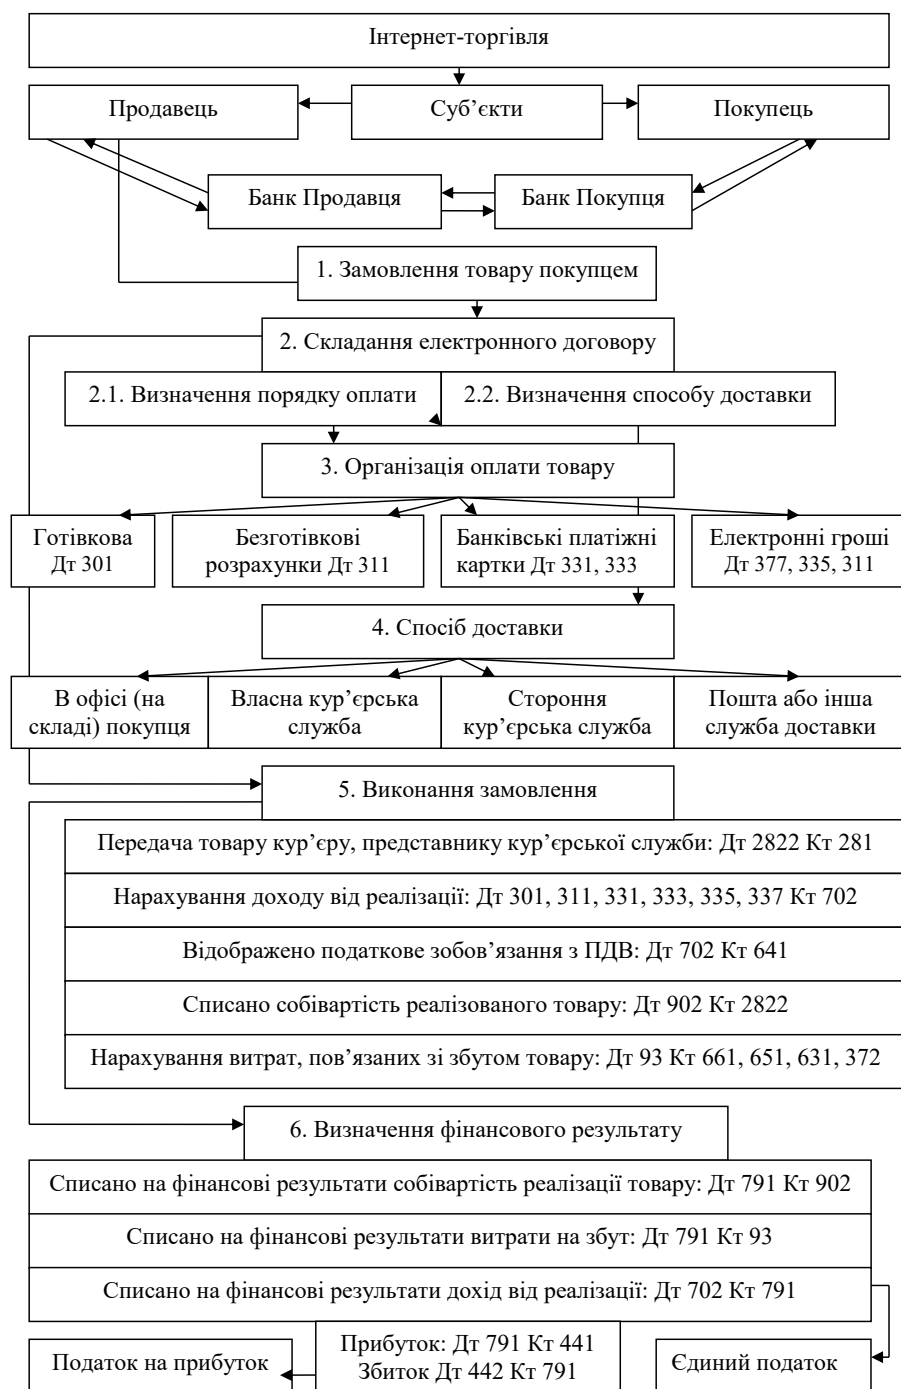 Інтернет-торгівля
Продавець
Суб’єкти
Покупець
Банк Продавця
Банк Покупця
1. Замовлення товару покупцем
2. Складання електронного договору
2.1. Визначення порядку оплати
2.2. Визначення способу доставки
3. Організація оплати товару
Готівкова
Дт 301
Безготівкові
розрахунки Дт 311
Банківські платіжні
картки Дт 331, 333
Електронні гроші
Дт 377, 335, 311
4. Спосіб доставки
В офісі (на
складі) покупця
Власна кур’єрська
служба
Стороння
кур’єрська служба
Пошта або інша
служба доставки
5. Виконання замовлення
Передача товару кур’єру, представнику кур’єрської служби: Дт 2822 Кт 281
Нарахування доходу від реалізації: Дт 301, 311, 331, 333, 335, 337 Кт 702
Відображено податкове зобов’язання з ПДВ: Дт 702 Кт 641
Списано собівартість реалізованого товару: Дт 902 Кт 2822
Нарахування витрат, пов’язаних зі збутом товару: Дт 93 Кт 661, 651, 631, 372
6. Визначення фінансового результату
Списано на фінансові результати собівартість реалізації товару: Дт 791 Кт 902
Списано на фінансові результати витрати на збут: Дт 791 Кт 93
Списано на фінансові результати дохід від реалізації: Дт 702 Кт 791
Прибуток: Дт 791 Кт 441
Збиток Дт 442 Кт 791
Податок на прибуток
Єдиний податок